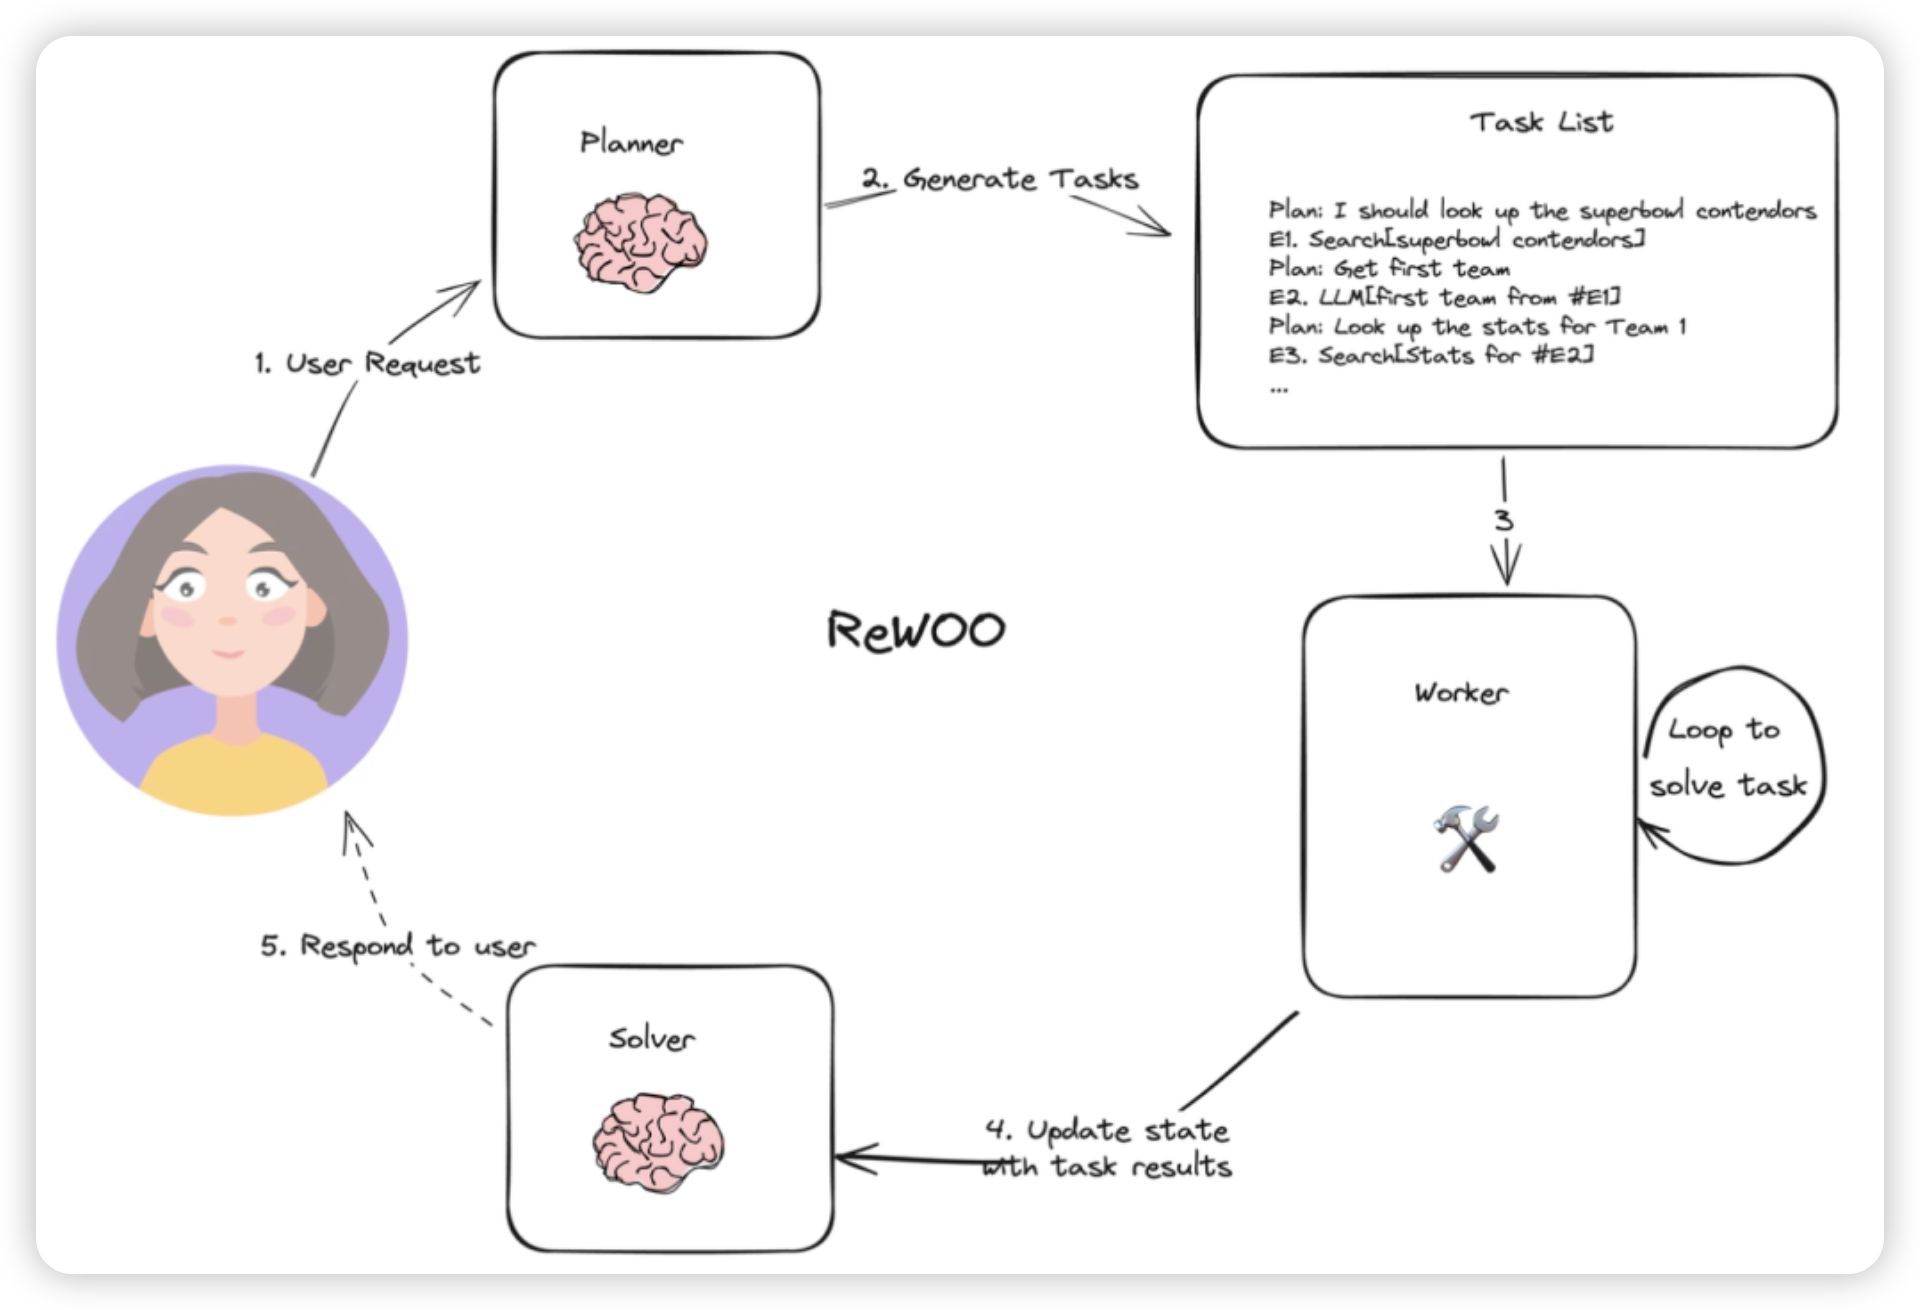 Planner
2. Generate Tasks
Task List
Plan: I should look up the superbowl contendors
E1. Search[superbowl contendors]
Plan: Get first team
E2. LLM[first team from #E1]
Plan: Look up the stats for Team 1
E3. Search[Stats for #E2]
...
1. User Request
3
ReWOO
Worker
Loop to
solve task
5. Respond to user
Solver
4. Update state
with task results